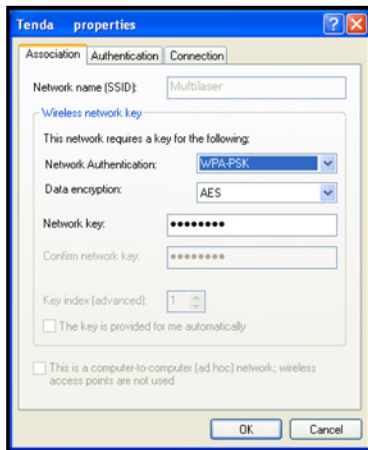 Tenda properties
Association Authentication Connection
Network name (SSID): Multilaser
Wireless network key
This network requires a key for the following:
Network Authentication: WPA-PSK
Data encryption: AES
Network key: ••••••••
Confirm network key: ••••••••
Key index (advanced): 1
The key is provided for me automatically
This is a computer-to-computer (ad hoc) network; wireless
access points are not used
OK Cancel